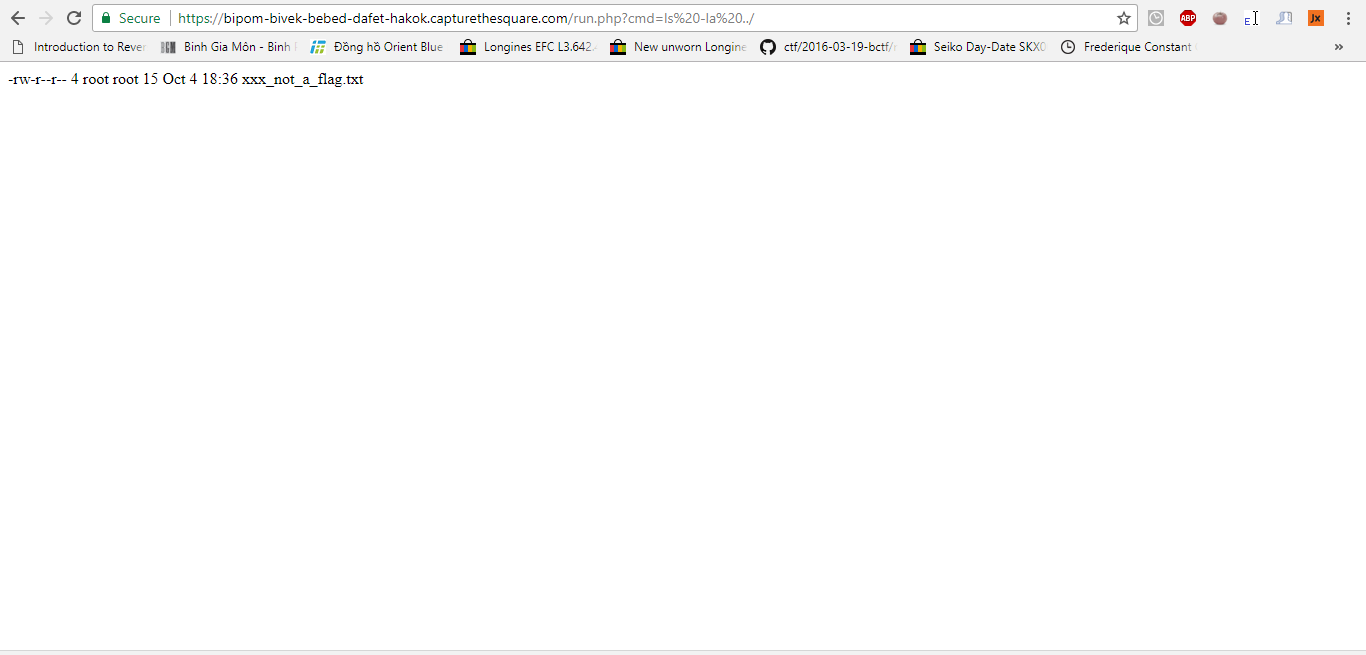 Secure https://bipom-bivek-bebed-dafet-hakok.capturethesquare.com/run.php?cmd=ls%20-la%20../ ABP E Jx
Introduction to Rever Binh Gia Môn - Binh Đồng hồ Orient Blue Longines EFC L3.642. New unworn Longine ctf/2016-03-19-bctf/ Seiko Day-Date SKX0 Frederique Constant »
-rw-r--r-- 4 root root 15 Oct 4 18:36 xxx_not_a_flag.txt